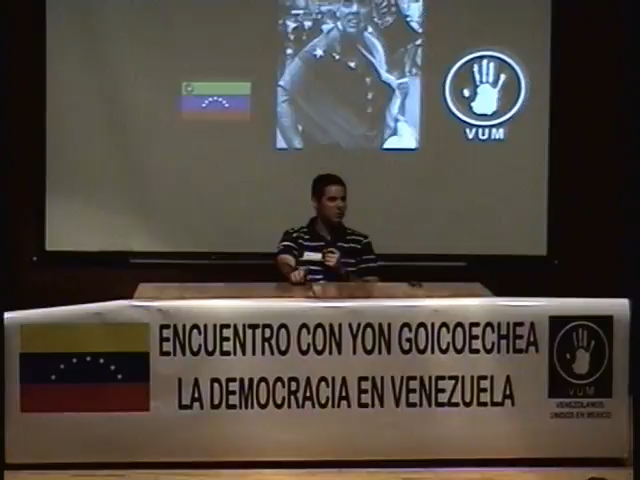 VUM
ENCUENTRO CON YON GOICOECHEA
LA DEMOCRACIA EN VENEZUELA
VUM
VENEZOLANOS
UNIDOS EN MEXICO